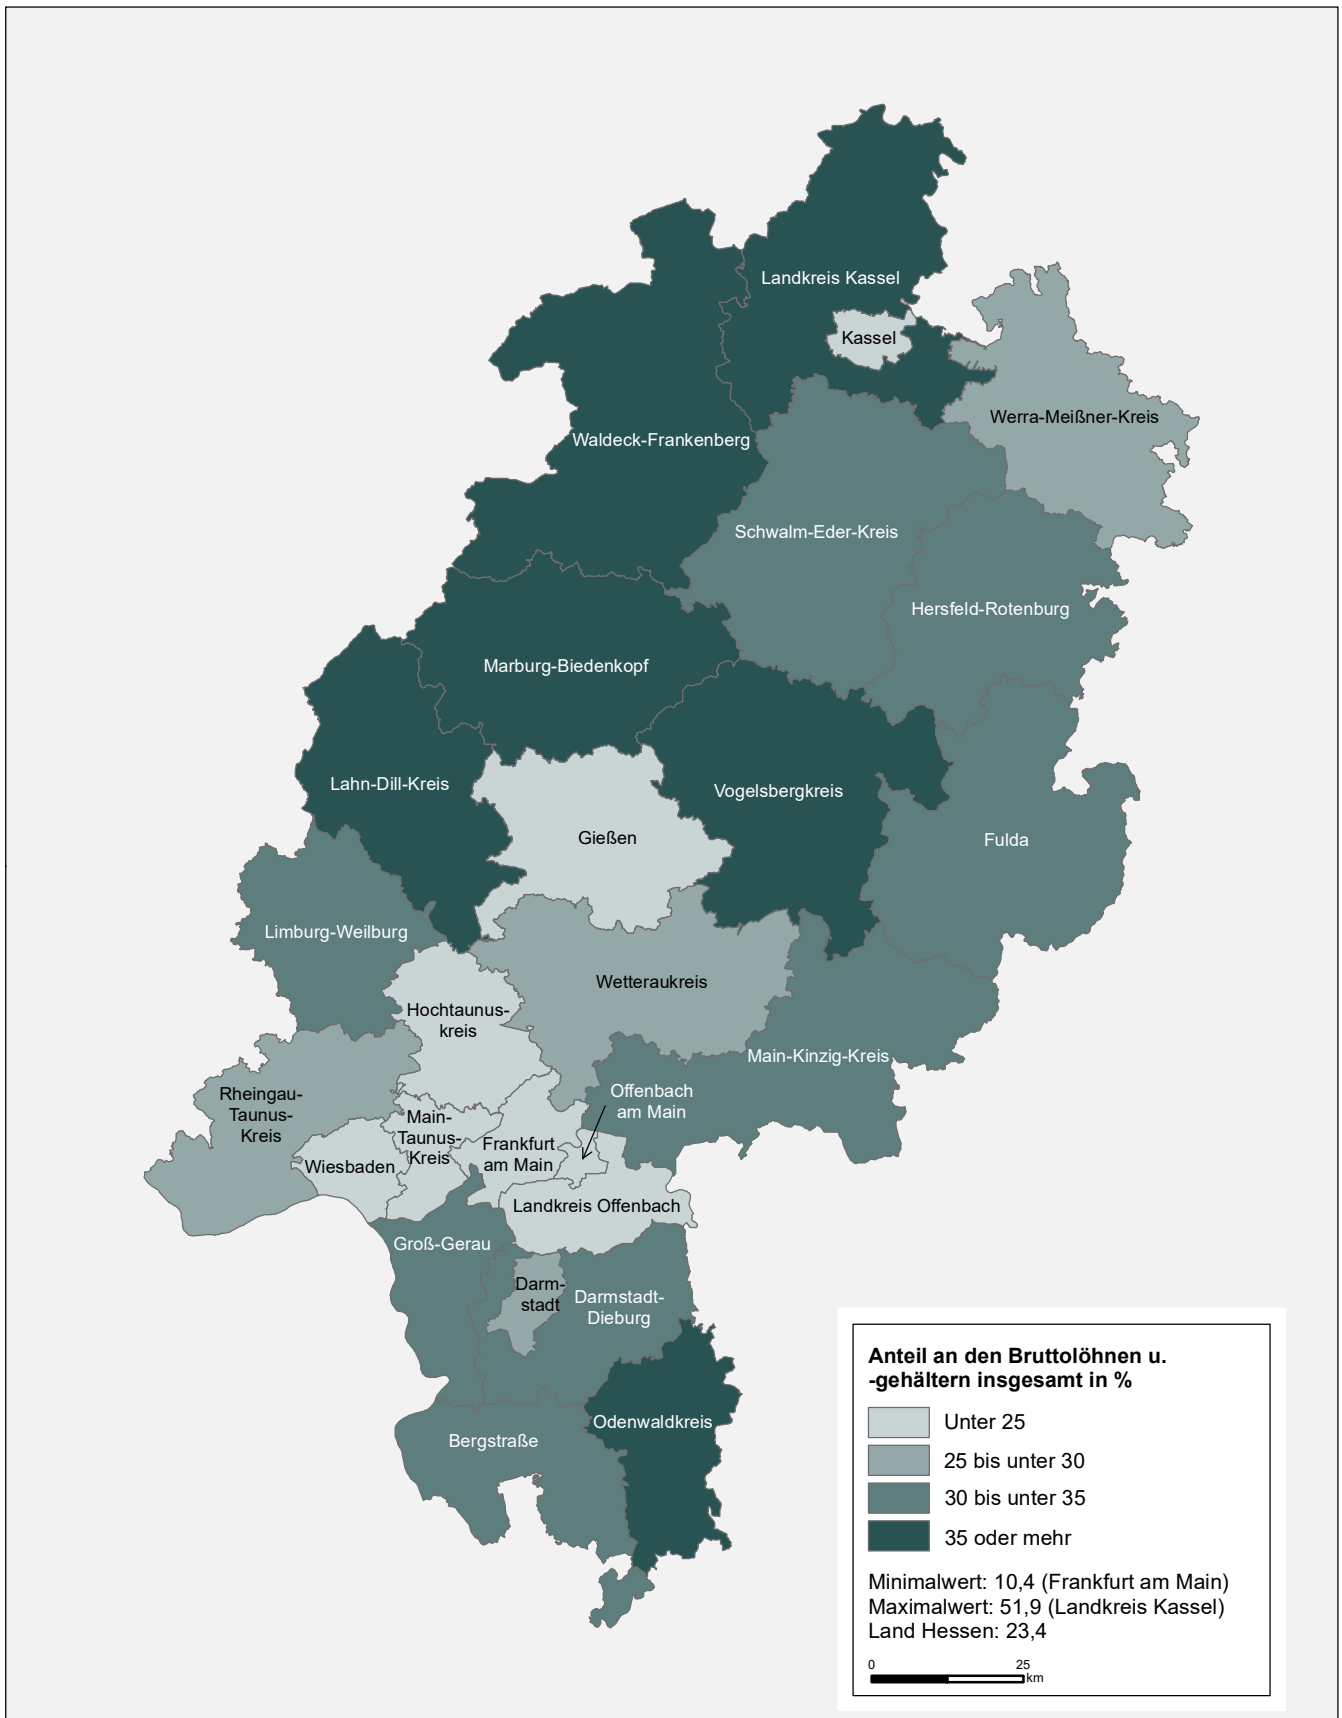 Landkreis Kassel
Kassel
Werra-Meißner-Kreis
Waldeck-Frankenberg
Schwalm-Eder-Kreis
Hersfeld-Rotenburg
Marburg-Biedenkopf
Lahn-Dill-Kreis
Vogelsbergkreis
Gießen
Fulda
Limburg-Weilburg
Wetteraukreis
Hochtaunus-
kreis
Main-Kinzig-Kreis
Rheingau-
Taunus-
Kreis
Offenbach
am Main
Main-
Taunus-
Kreis
Frankfurt
am Main
Wiesbaden
Landkreis Offenbach
Groß-Gerau
Darm-
stadt
Darmstadt-
Dieburg
Odenwaldkreis
Bergstraße
Anteil an den Bruttolöhnen u.
-gehältern insgesamt in %
Unter 25
25 bis unter 30
30 bis unter 35
35 oder mehr
Minimalwert: 10,4 (Frankfurt am Main)
Maximalwert: 51,9 (Landkreis Kassel)
Land Hessen: 23,4
0 25
km